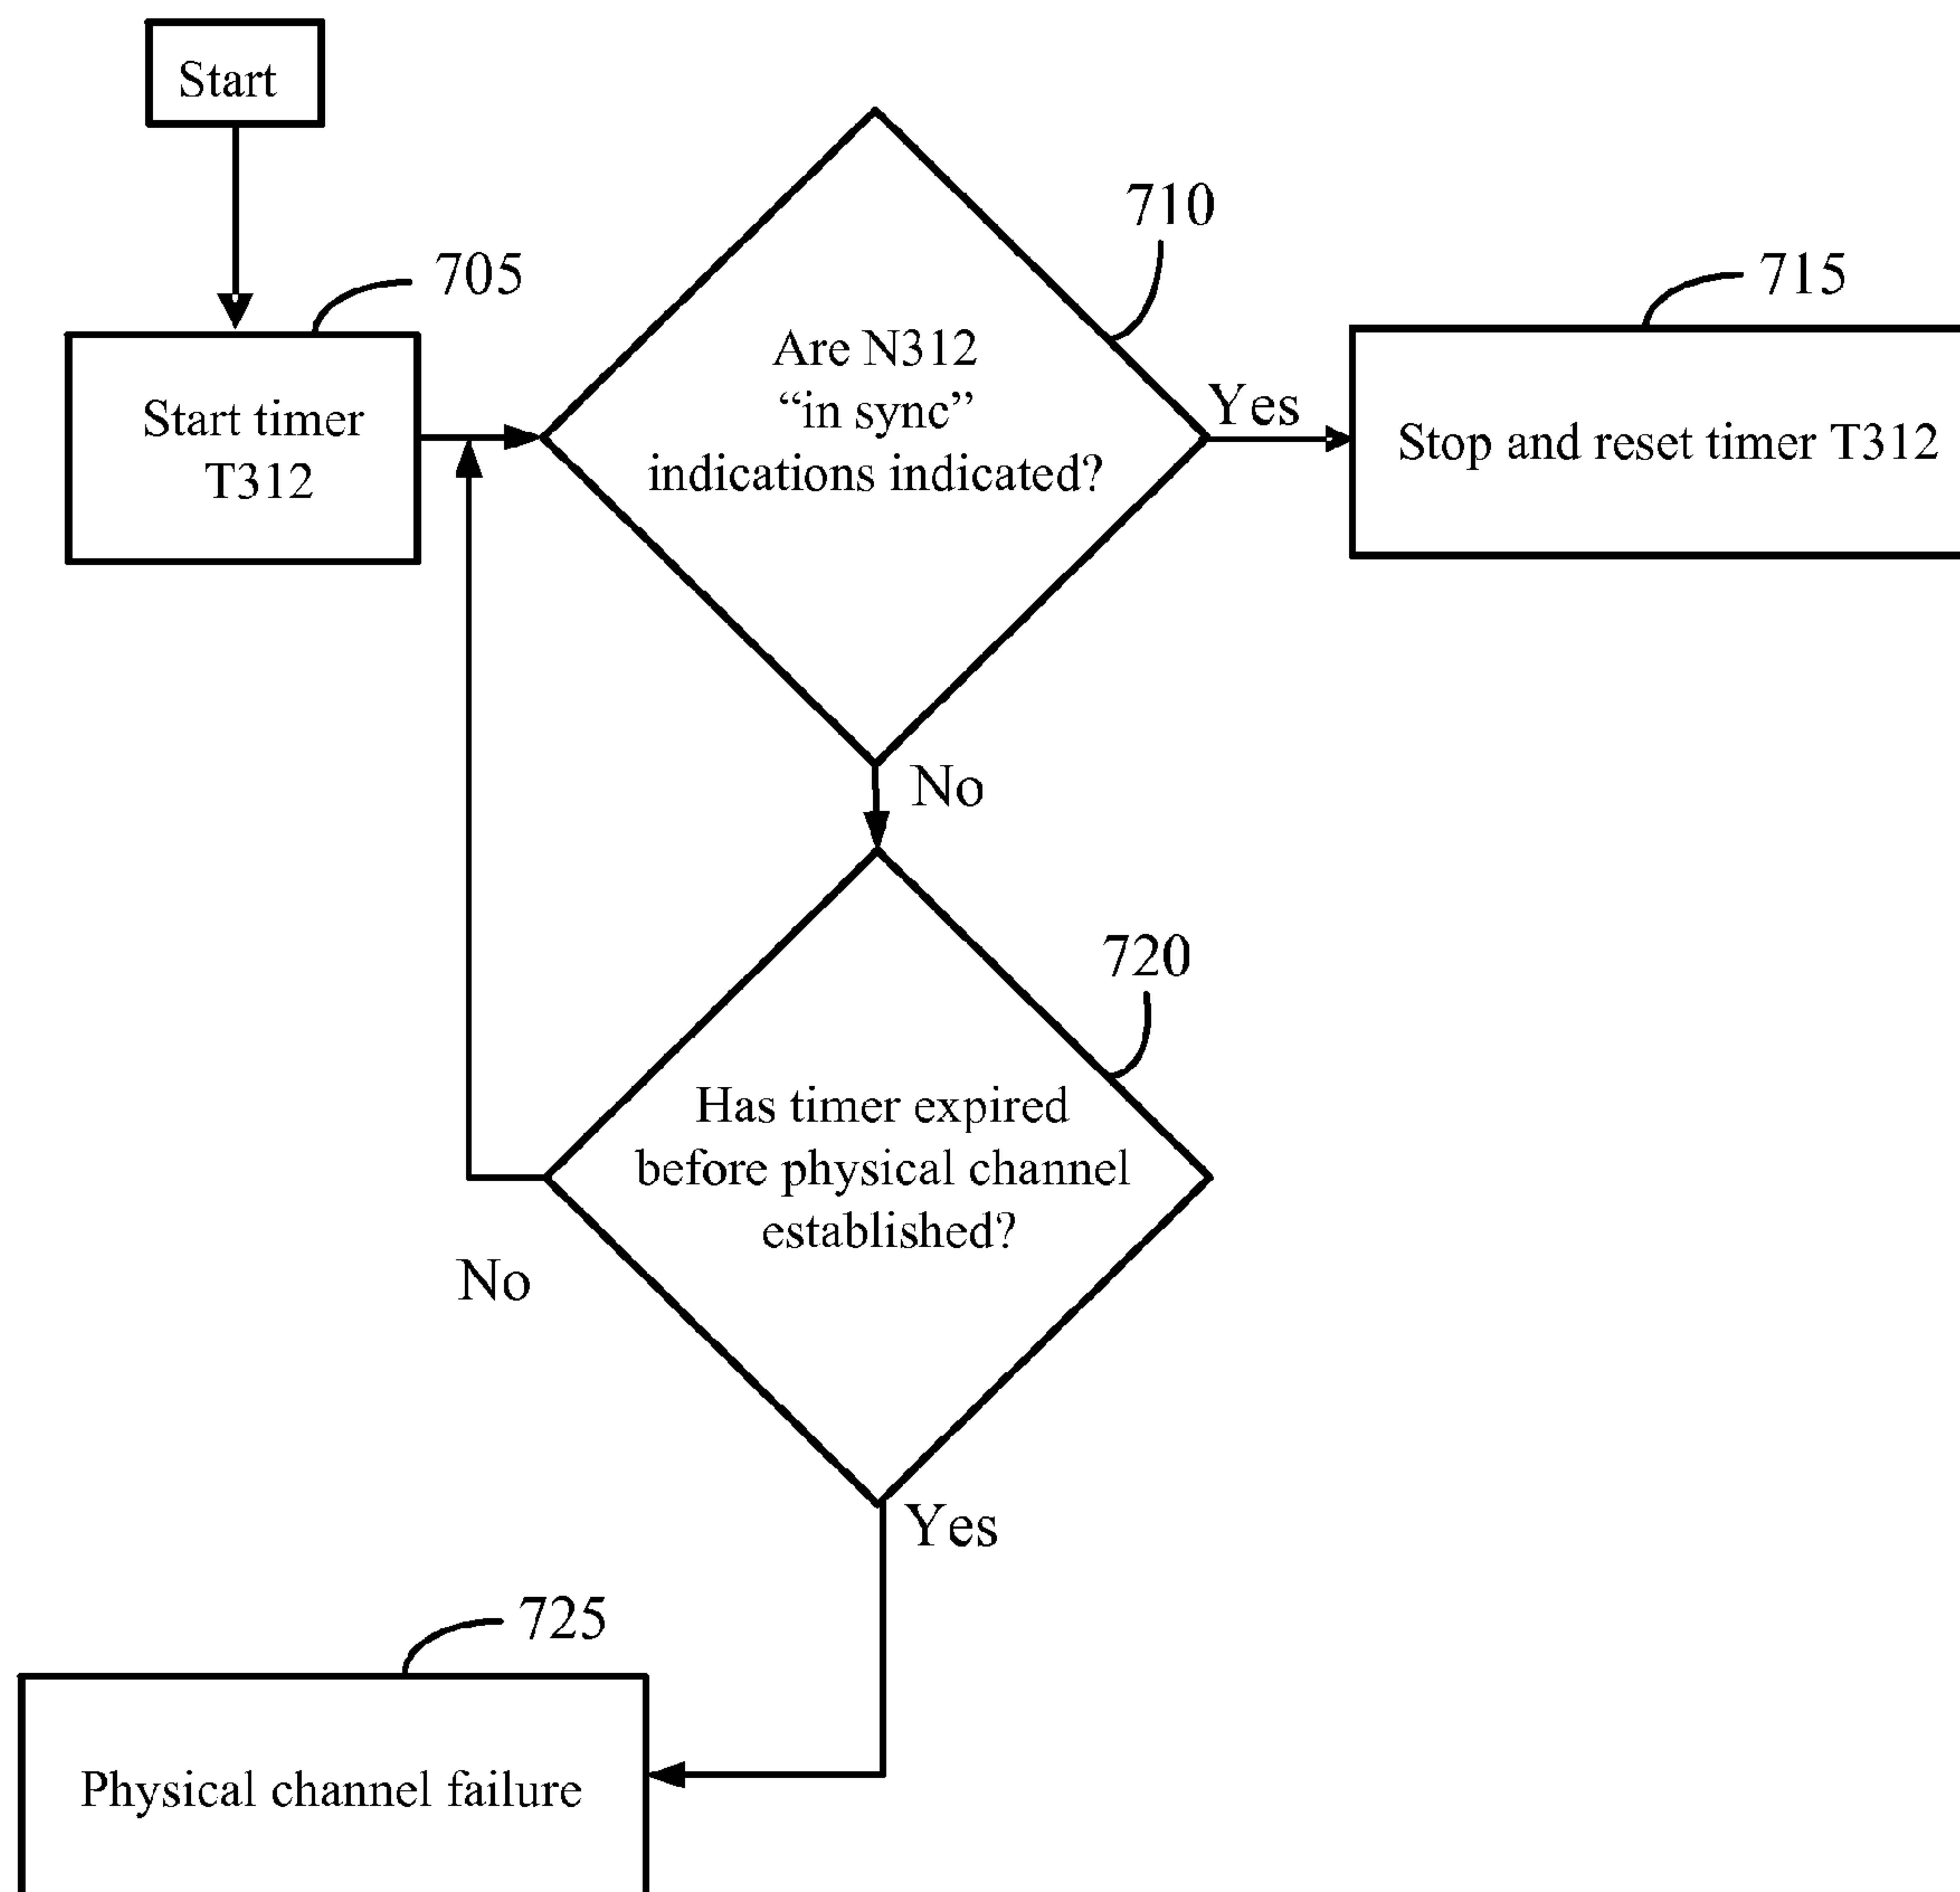 Start
705
Start timer
T312
710
Are N312
“in sync”
indications indicated?
Yes
715
Stop and reset timer T312
No
720
Has timer expired
before physical channel
established?
No
Yes
725
Physical channel failure